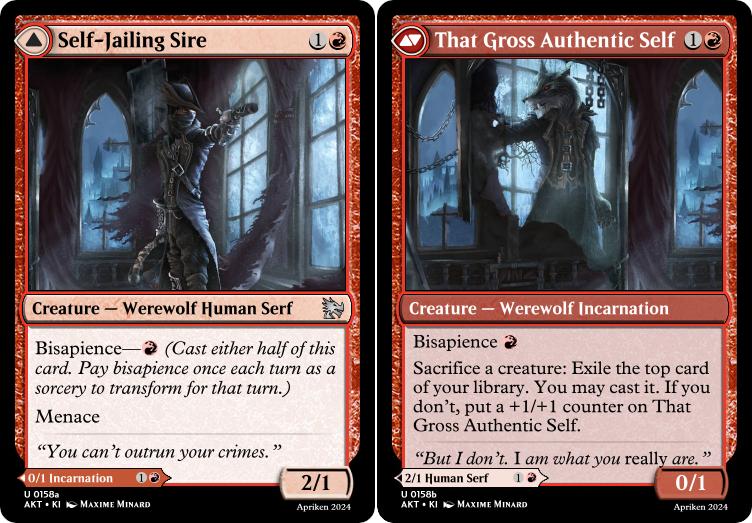 Self-Jailing Sire 1
Creature — Werewolf Human Serf
Bisapience— (Cast either half of this
card. Pay bisapience once each turn as a
sorcery to transform for that turn.)
Menace
“You can’t outrun your crimes.”
0/1 Incarnation 1
2/1
U 0158a
AKT • KI Maxime Minard
Apriken 2024
That Gross Authentic Self 1
Creature — Werewolf Incarnation
Bisapience
Sacrifice a creature: Exile the top card
of your library. You may cast it. If you
don’t, put a +1/+1 counter on That
Gross Authentic Self.
“But I don’t. I am what you really are.”
2/1 Human Serf 1
0/1
U 0158b
AKT • KI Maxime Minard
Apriken 2024